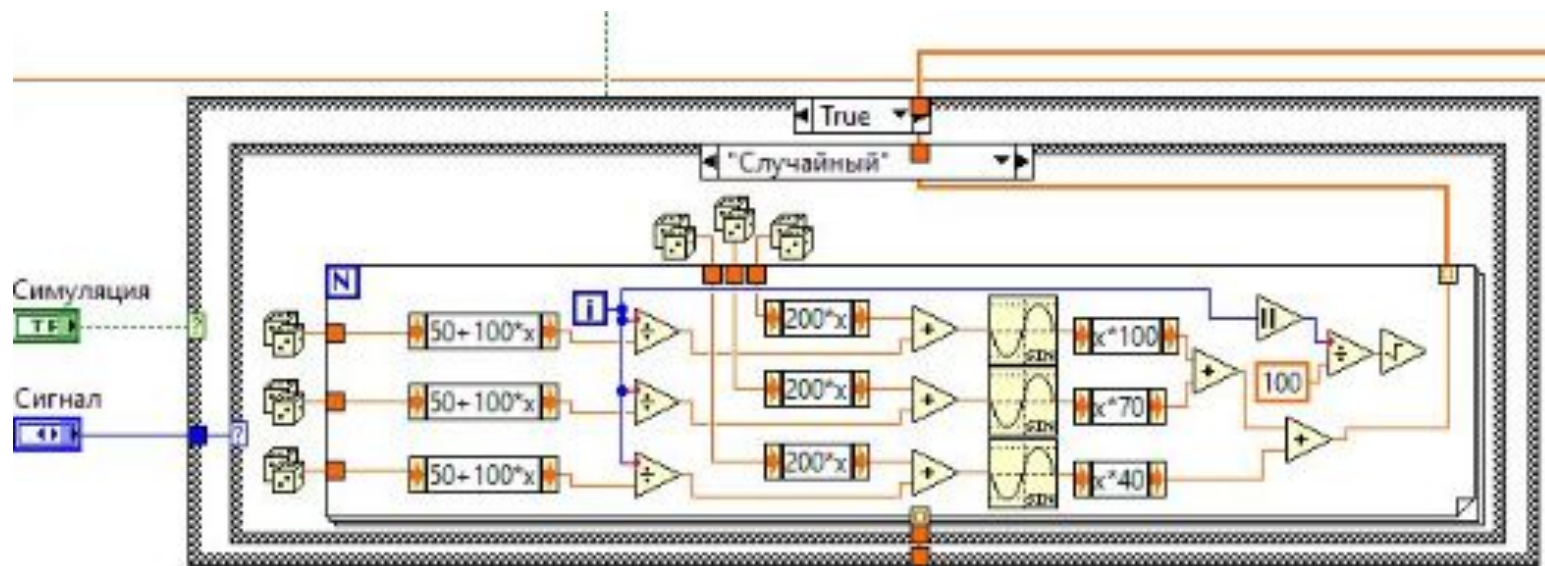 True
"Случайный"
Симуляция
TF
Сигнал
?
?
N
i
50+100*x
200*x
x*100
100
50+100*x
200*x
x*70
50+100*x
200*x
x*40
SIN
SIN
SIN